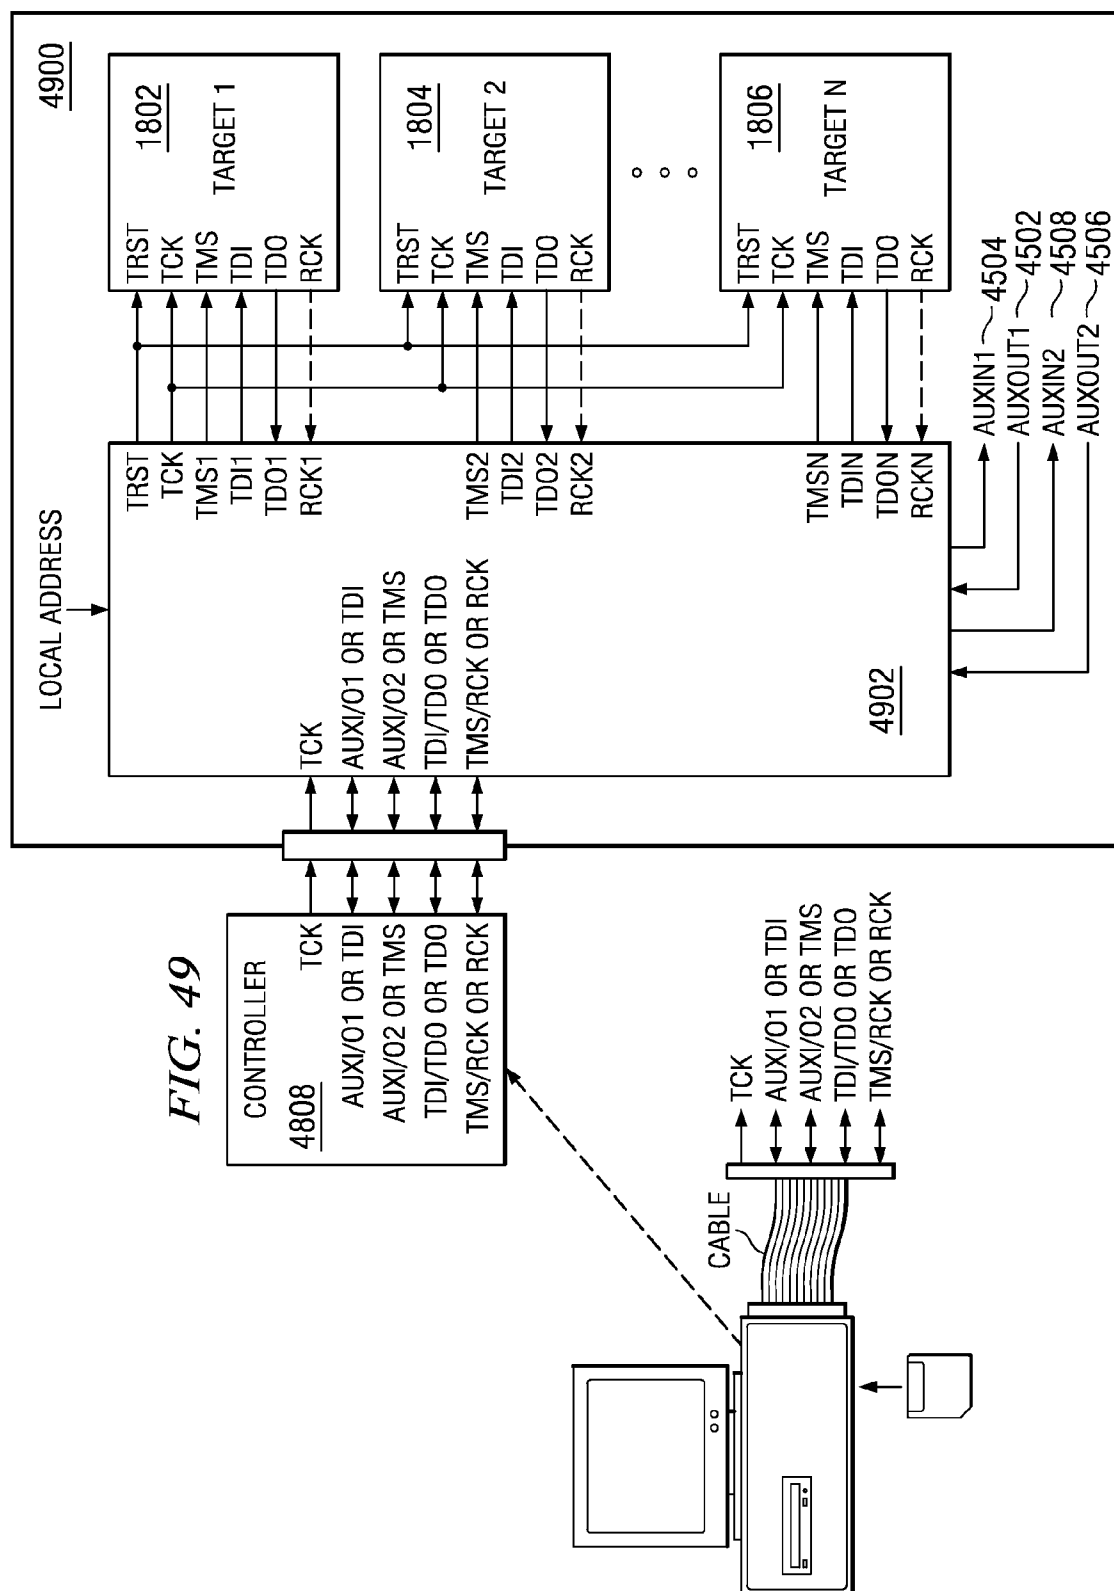 FIG. 49
4900
LOCAL ADDRESS
1802
TARGET 1
TRST
TCK
TMS
TDI
TDO
RCK
1804
TARGET 2
TRST
TCK
TMS
TDI
TDO
RCK
1806
TARGET N
TRST
TCK
TMS
TDI
TDO
RCK
TRST
TCK
TMS1
TDI1
TDO1
RCK1
TMS2
TDI2
TDO2
RCK2
TMSN
TDIN
TDON
RCKN
TCK
AUXI/O1 OR TDI
AUXI/O2 OR TMS
TDI/TDO OR TDO
TMS/RCK OR RCK
4902
AUXIN1 4504
AUXOUT1 4502
AUXIN2 4508
AUXOUT2 4506
CONTROLLER
4808
TCK
AUXI/O1 OR TDI
AUXI/O2 OR TMS
TDI/TDO OR TDO
TMS/RCK OR RCK
CABLE
TCK
AUXI/O1 OR TDI
AUXI/O2 OR TMS
TDI/TDO OR TDO
TMS/RCK OR RCK